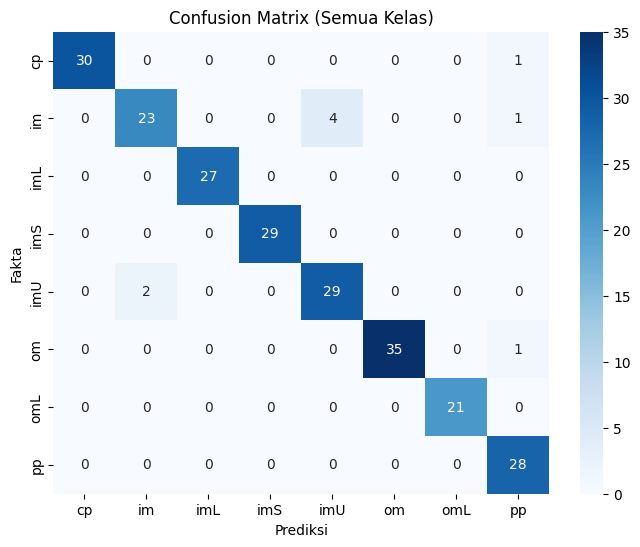 Confusion Matrix (Semua Kelas)
cp 30 0 0 0 0 0 0 1
im 0 23 0 0 4 0 0 1
imL 0 0 27 0 0 0 0 0
imS 0 0 0 29 0 0 0 0
imU 0 2 0 0 29 0 0 0
om 0 0 0 0 0 35 0 1
omL 0 0 0 0 0 0 21 0
pp 0 0 0 0 0 0 0 28
cp im imL imS imU om omL pp
Prediksi
Fakta
35
30
25
20
15
10
5
0